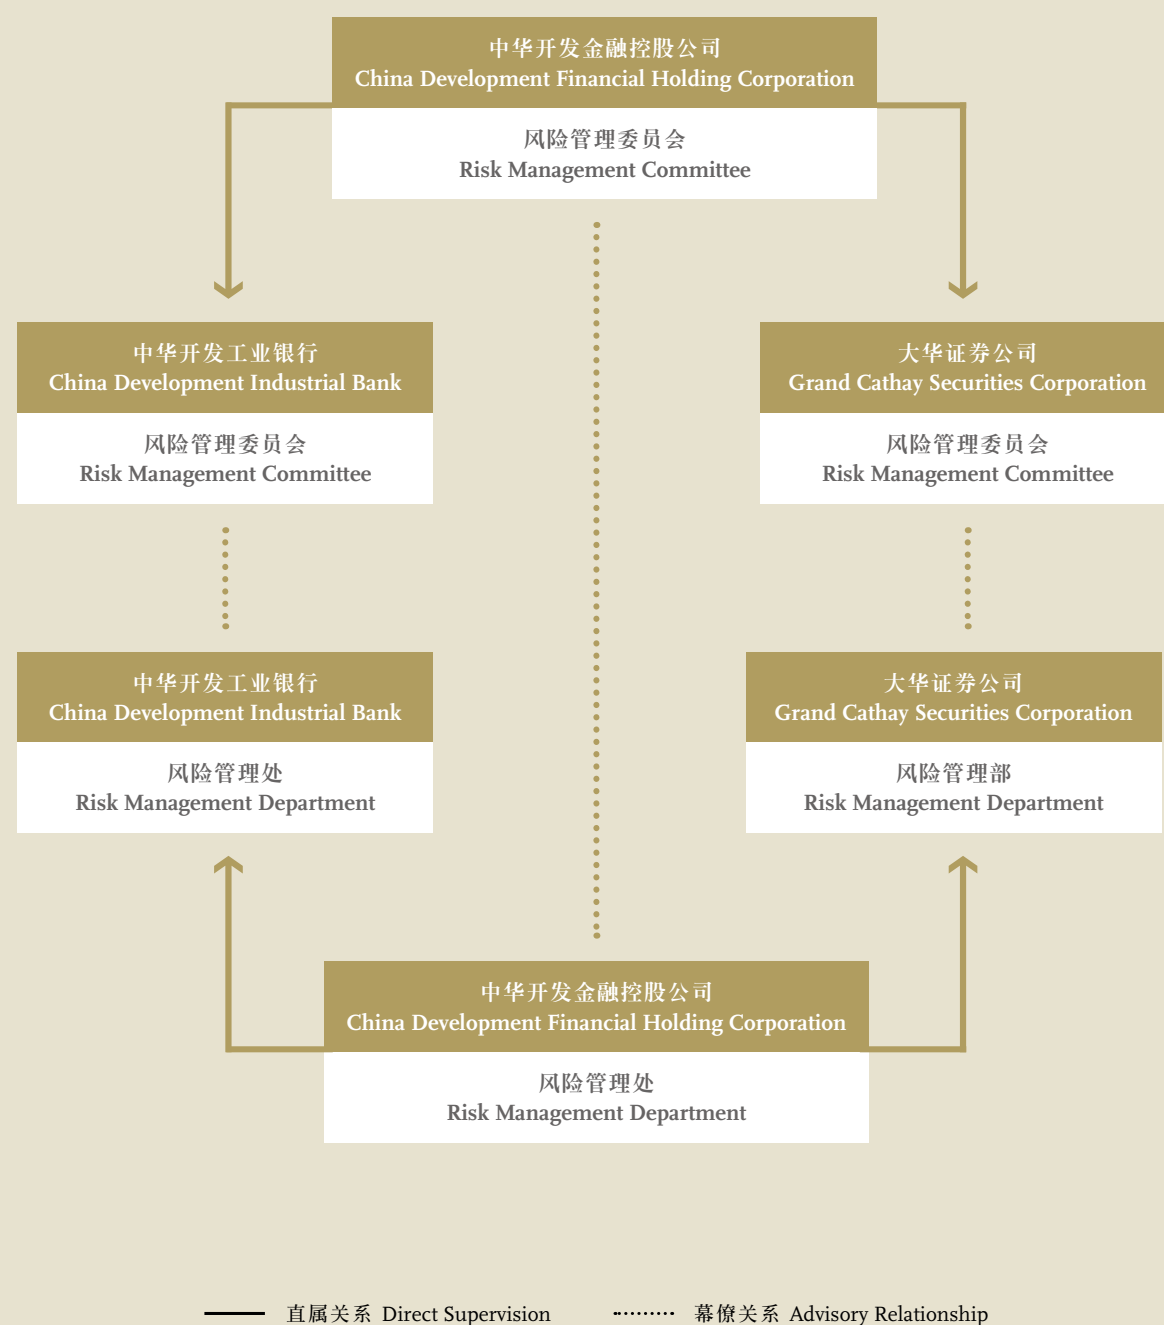 中华开发金融控股公司
China Development Financial Holding Corporation
风险管理委员会
Risk Management Committee
中华开发工业银行
China Development Industrial Bank
风险管理委员会
Risk Management Committee
大华证券公司
Grand Cathay Securities Corporation
风险管理委员会
Risk Management Committee
中华开发工业银行
China Development Industrial Bank
风险管理处
Risk Management Department
大华证券公司
Grand Cathay Securities Corporation
风险管理部
Risk Management Department
中华开发金融控股公司
China Development Financial Holding Corporation
风险管理处
Risk Management Department
直属关系 Direct Supervision
幕僚关系 Advisory Relationship